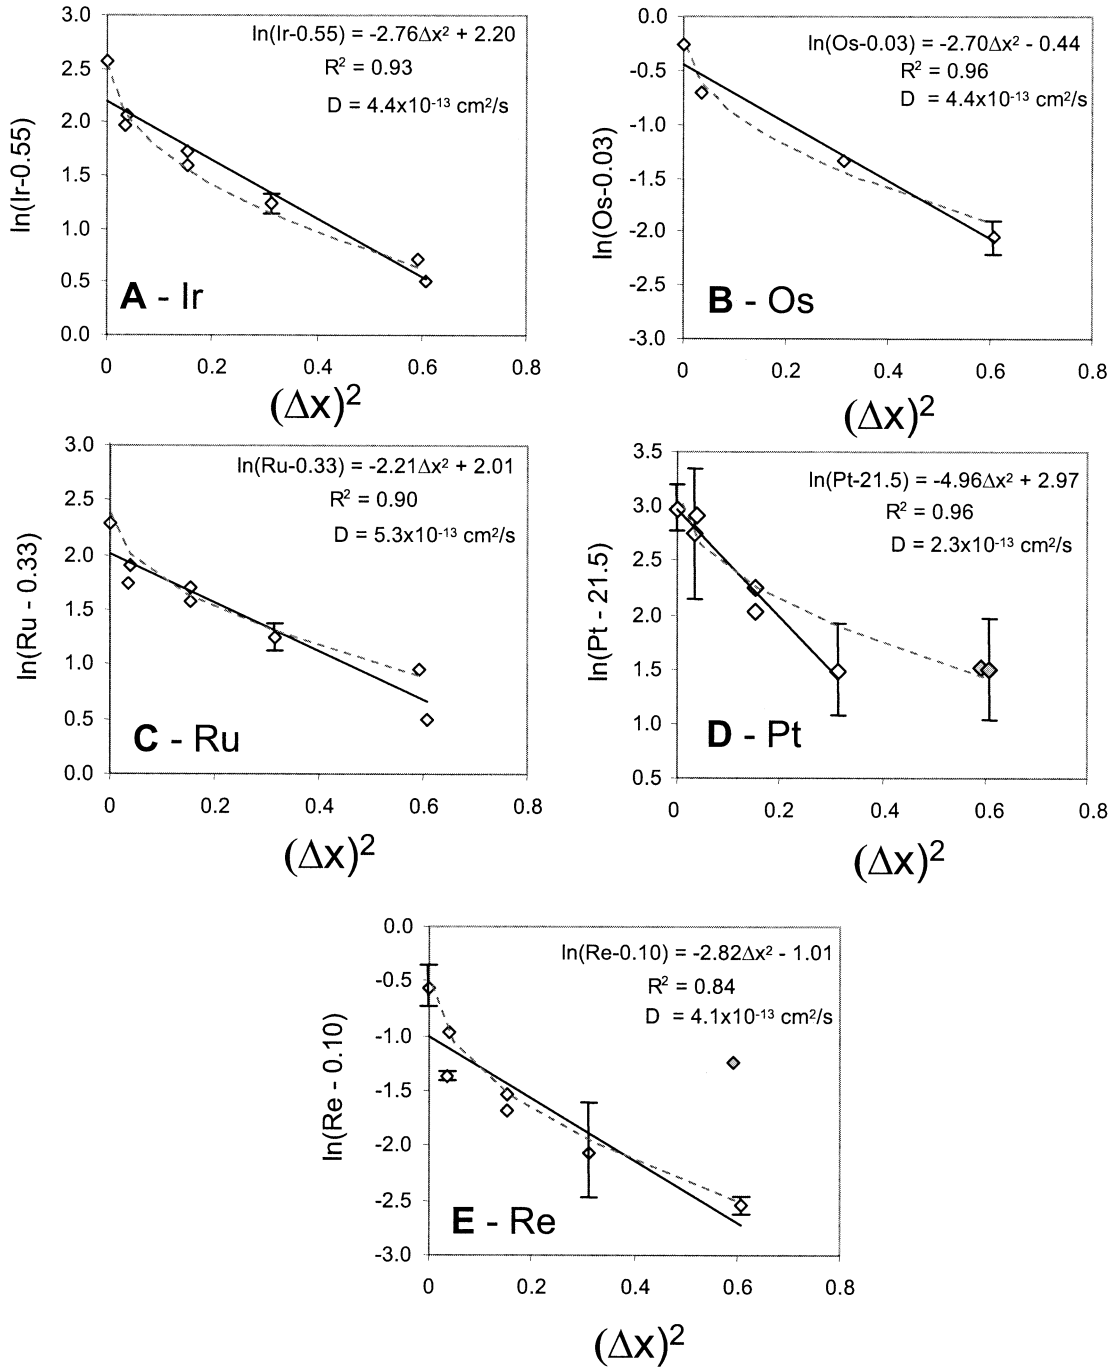 ln(Ir-0.55) = -2.76Δx² + 2.20
R² = 0.93
D = 4.4x10⁻¹³ cm²/s
3.0
2.5
2.0
1.5
1.0
0.5
0.0
ln(Ir-0.55)
A - Ir
0 0.2 0.4 0.6 0.8
(Δx)²
ln(Os-0.03) = -2.70Δx² - 0.44
R² = 0.96
D = 4.4x10⁻¹³ cm²/s
0.0
-0.5
-1.0
-1.5
-2.0
-2.5
-3.0
ln(Os-0.03)
B - Os
0 0.2 0.4 0.6 0.8
(Δx)²
ln(Ru-0.33) = -2.21Δx² + 2.01
R² = 0.90
D = 5.3x10⁻¹³ cm²/s
3.0
2.5
2.0
1.5
1.0
0.5
0.0
ln(Ru - 0.33)
C - Ru
0 0.2 0.4 0.6 0.8
(Δx)²
ln(Pt-21.5) = -4.96Δx² + 2.97
R² = 0.96
D = 2.3x10⁻¹³ cm²/s
3.5
3.0
2.5
2.0
1.5
1.0
0.5
ln(Pt - 21.5)
D - Pt
0 0.2 0.4 0.6 0.8
(Δx)²
ln(Re-0.10) = -2.82Δx² - 1.01
R² = 0.84
D = 4.1x10⁻¹³ cm²/s
0.0
-0.5
-1.0
-1.5
-2.0
-2.5
-3.0
ln(Re - 0.10)
E - Re
0 0.2 0.4 0.6 0.8
(Δx)²